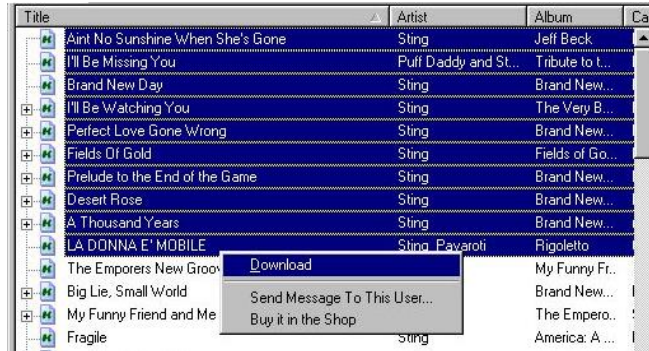 Title Artist Album Ca
Aint No Sunshine When She's Gone Sting Jeff Beck
I'll Be Missing You Puff Daddy and St... Tribute to t...
Brand New Day Sting Brand New...
I'll Be Watching You Sting The Very B...
Perfect Love Gone Wrong Sting Brand New...
Fields Of Gold Sting Fields of Go...
Prelude to the End of the Game Sting Brand New...
Desert Rose Sting Brand New...
A Thousand Years Sting Brand New...
LA DONNA E' MOBILE Sting Pavaroti Rigoletto
The Emporers New Groov Download My Funny Fr..
Big Lie, Small World Send Message To This User... Brand New...
My Funny Friend and Me Buy it in the Shop The Empero..
Fragile Sting America: A ...